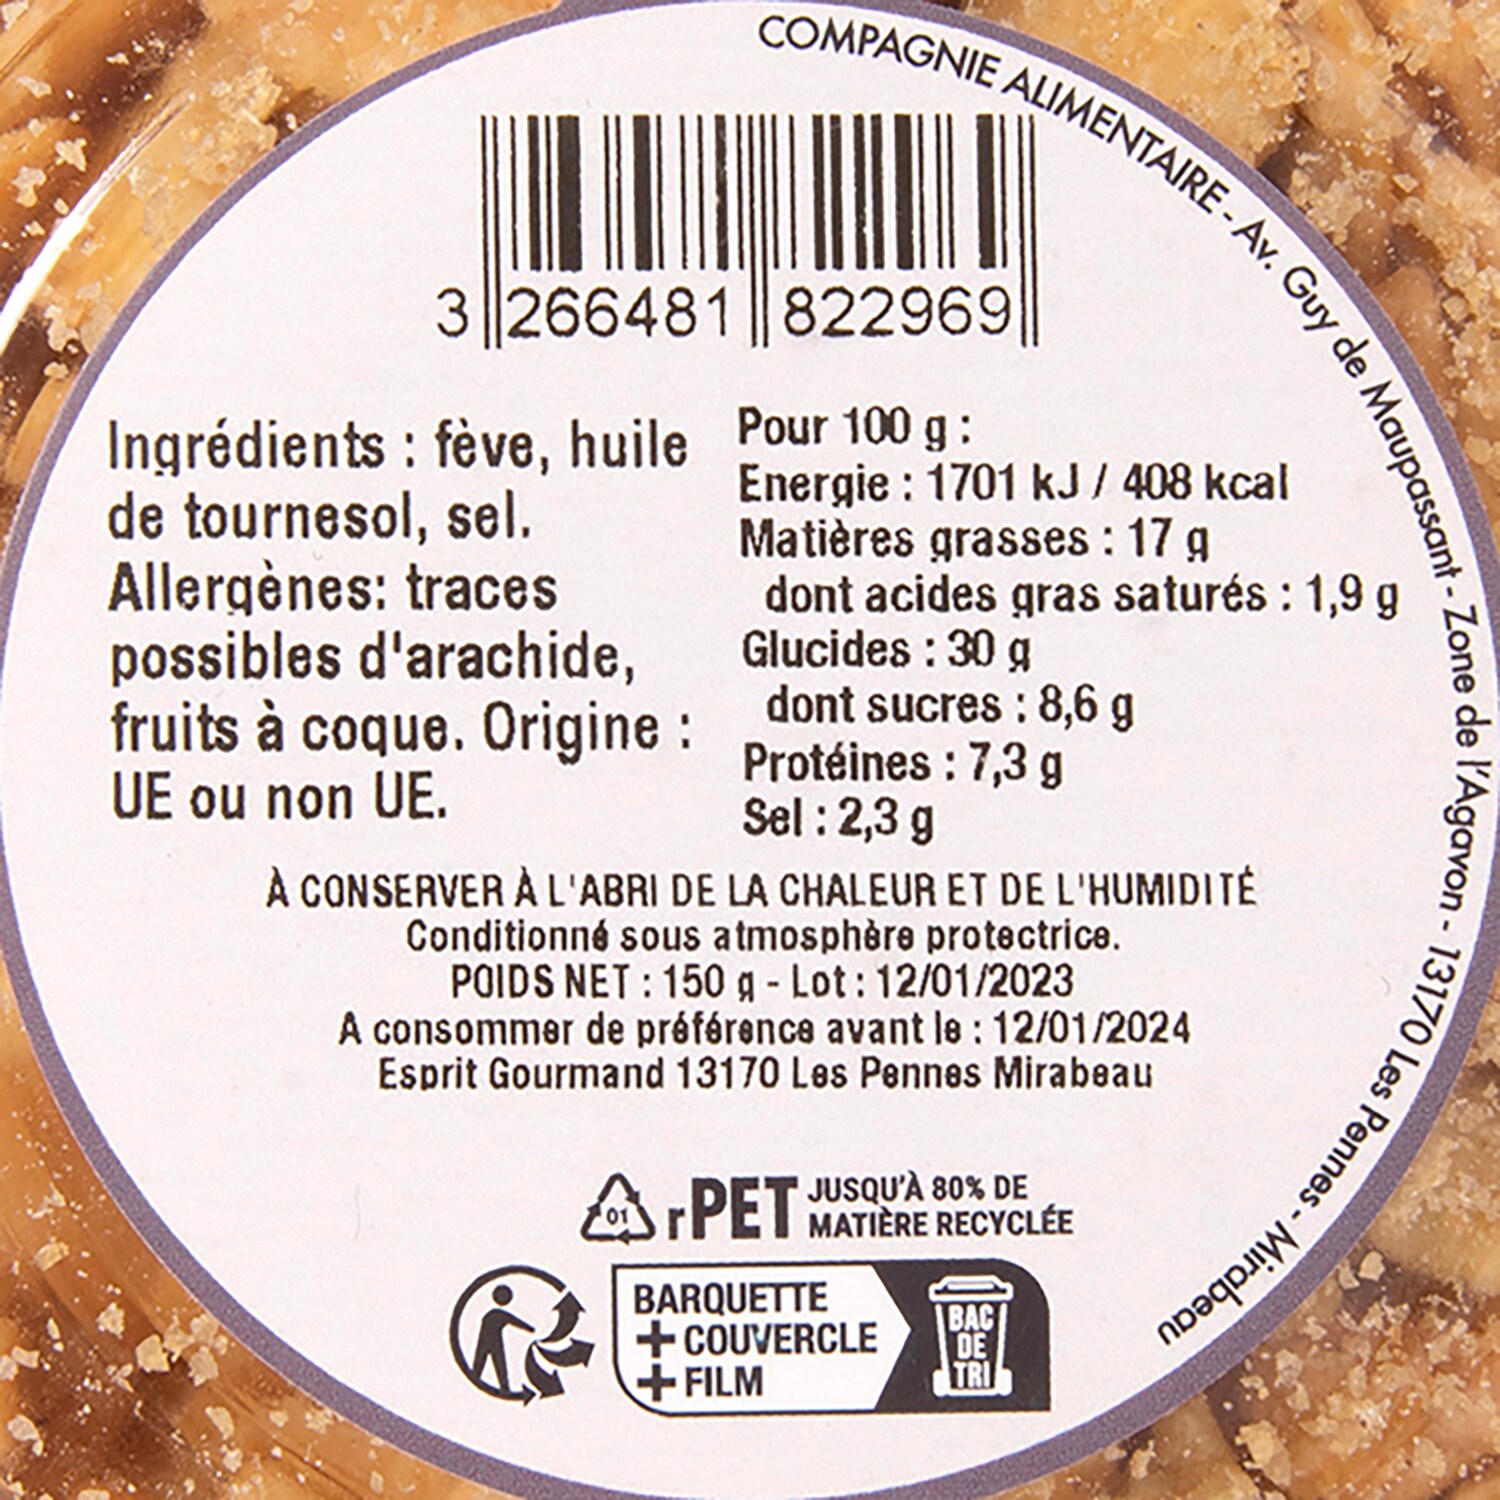 COMPAGNIE ALIMENTAIRE - Av. Guy de Maupassant - Zone de l'Agavon - 13170 Les Pennes - Mirabeau
3 266481 822969
Ingrédients : fève, huile
de tournesol, sel.
Allergènes: traces
possibles d'arachide,
fruits à coque. Origine :
UE ou non UE.
Pour 100 g :
Energie : 1701 kJ / 408 kcal
Matières grasses : 17 g
dont acides gras saturés : 1,9 g
Glucides : 30 g
dont sucres : 8,6 g
Protéines : 7,3 g
Sel : 2,3 g
À CONSERVER À L'ABRI DE LA CHALEUR ET DE L'HUMIDITÉ
Conditionné sous atmosphère protectrice.
POIDS NET : 150 g - Lot : 12/01/2023
A consommer de préférence avant le : 12/01/2024
Esprit Gourmand 13170 Les Pennes Mirabeau
01 rPET JUSQU'À 80% DE
MATIÈRE RECYCLÉE
BARQUETTE
+ COUVERCLE
+ FILM
BAC
DE
TRI